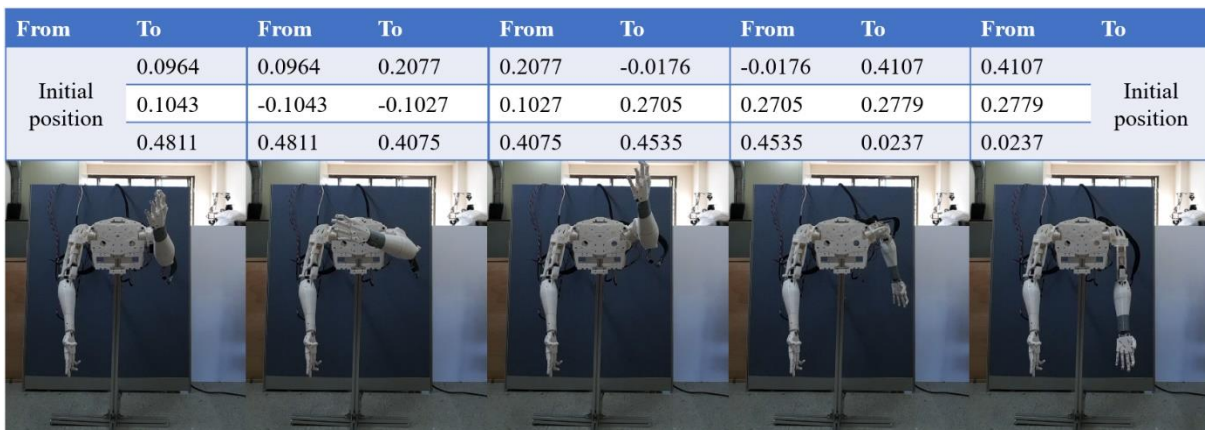 From To From To From To From To From To
0.0964 0.0964 0.2077 0.2077 -0.0176 -0.0176 0.4107 0.4107
Initial position 0.1043 -0.1043 -0.1027 0.1027 0.2705 0.2705 0.2779 0.2779 Initial position
0.4811 0.4811 0.4075 0.4075 0.4535 0.4535 0.0237 0.0237